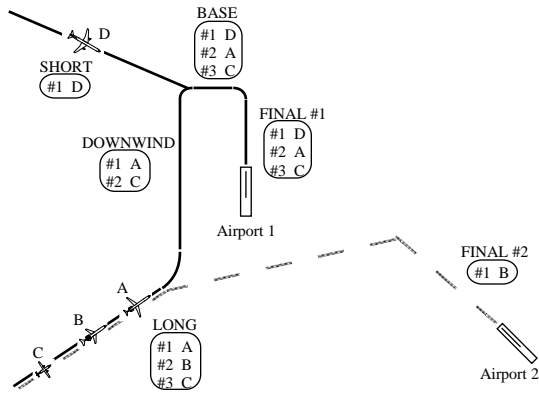 BASE
#1 D
#2 A
#3 C
D
SHORT
#1 D
FINAL #1
#1 D
#2 A
#3 C
DOWNWIND
#1 A
#2 C
Airport 1
FINAL #2
#1 B
A
B
C
LONG
#1 A
#2 B
#3 C
Airport 2